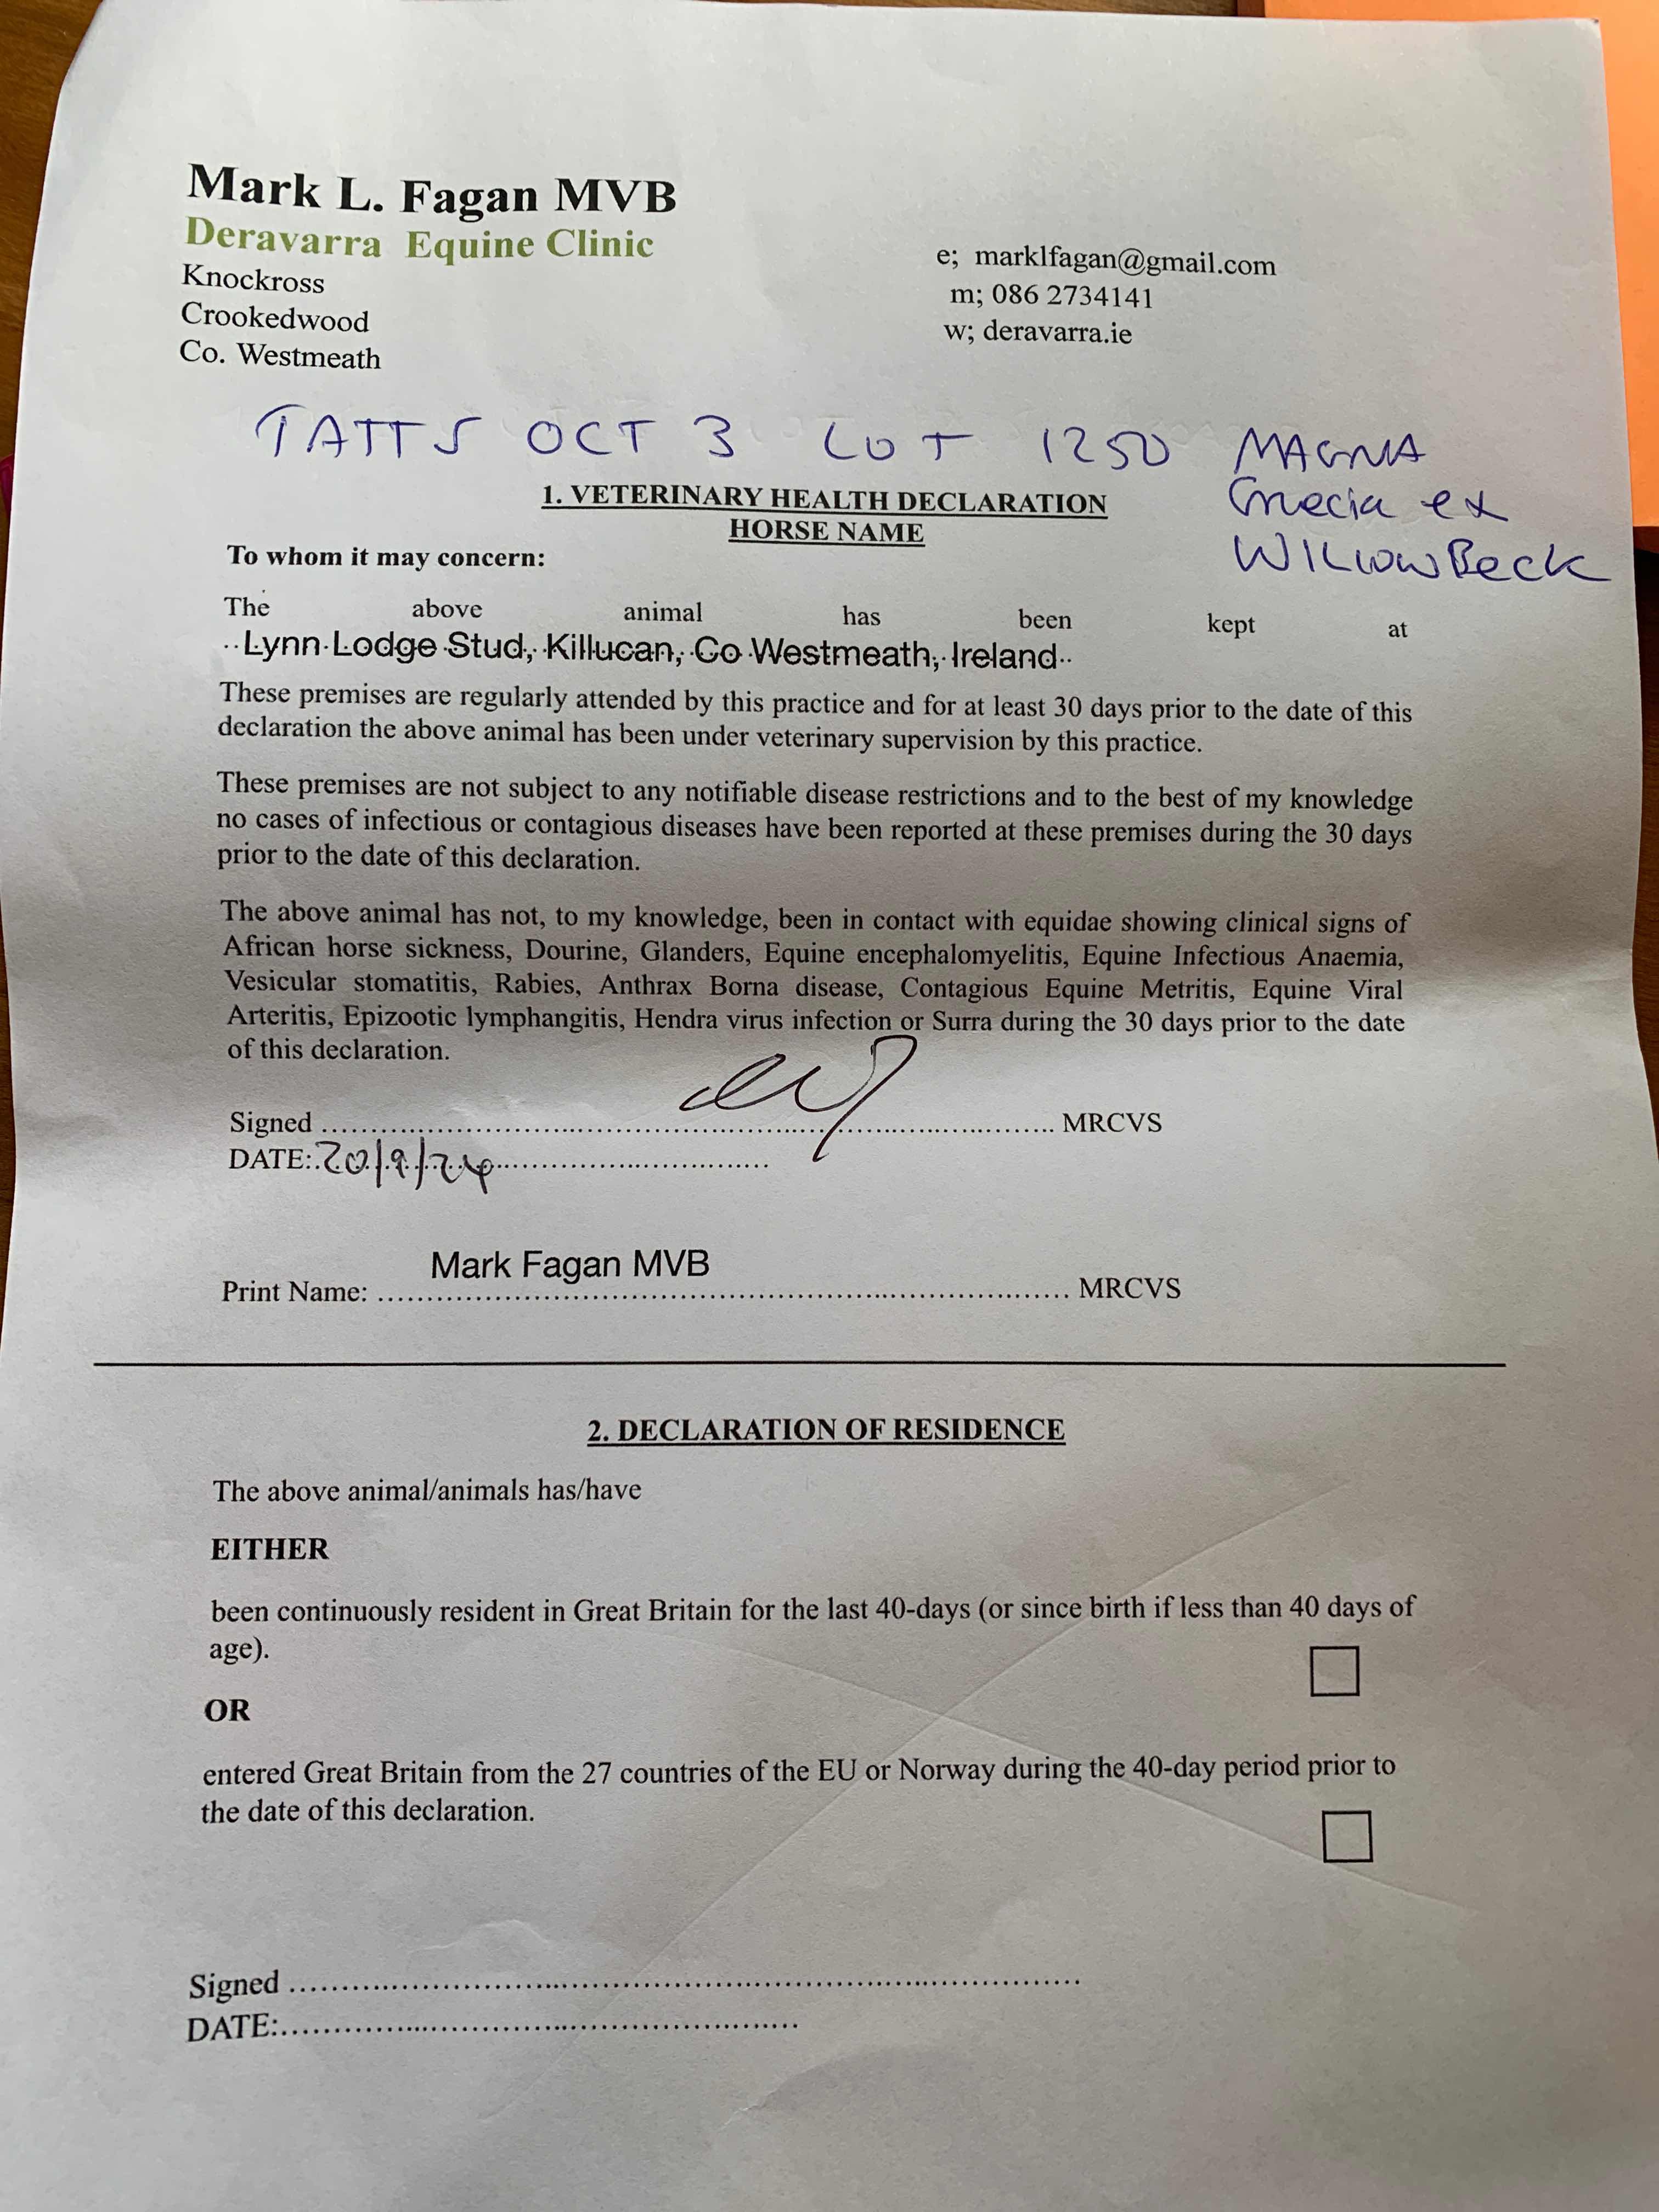 Mark L. Fagan MVB
Deravarra Equine Clinic
Knockross
Crookedwood
Co. Westmeath
e; marklfagan@gmail.com
m; 086 2734141
w; deravarra.ie
TATTS OCT 3 LOT 1250 MAGNA
Grecia ex
WILLOWBeck
1. VETERINARY HEALTH DECLARATION
HORSE NAME
To whom it may concern:
The above animal has been kept at
..Lynn Lodge Stud, Killucan, Co Westmeath, Ireland..
These premises are regularly attended by this practice and for at least 30 days prior to the date of this
declaration the above animal has been under veterinary supervision by this practice.
These premises are not subject to any notifiable disease restrictions and to the best of my knowledge
no cases of infectious or contagious diseases have been reported at these premises during the 30 days
prior to the date of this declaration.
The above animal has not, to my knowledge, been in contact with equidae showing clinical signs of
African horse sickness, Dourine, Glanders, Equine encephalomyelitis, Equine Infectious Anaemia,
Vesicular stomatitis, Rabies, Anthrax Borna disease, Contagious Equine Metritis, Equine Viral
Arteritis, Epizootic lymphangitis, Hendra virus infection or Surra during the 30 days prior to the date
of this declaration.
Signed ........................................ MRCVS
DATE: 20/9/24
Mark Fagan MVB
Print Name: ........................................ MRCVS
2. DECLARATION OF RESIDENCE
The above animal/animals has/have
EITHER
been continuously resident in Great Britain for the last 40-days (or since birth if less than 40 days of
age).
OR
entered Great Britain from the 27 countries of the EU or Norway during the 40-day period prior to
the date of this declaration.
Signed ........................................
DATE:........................................